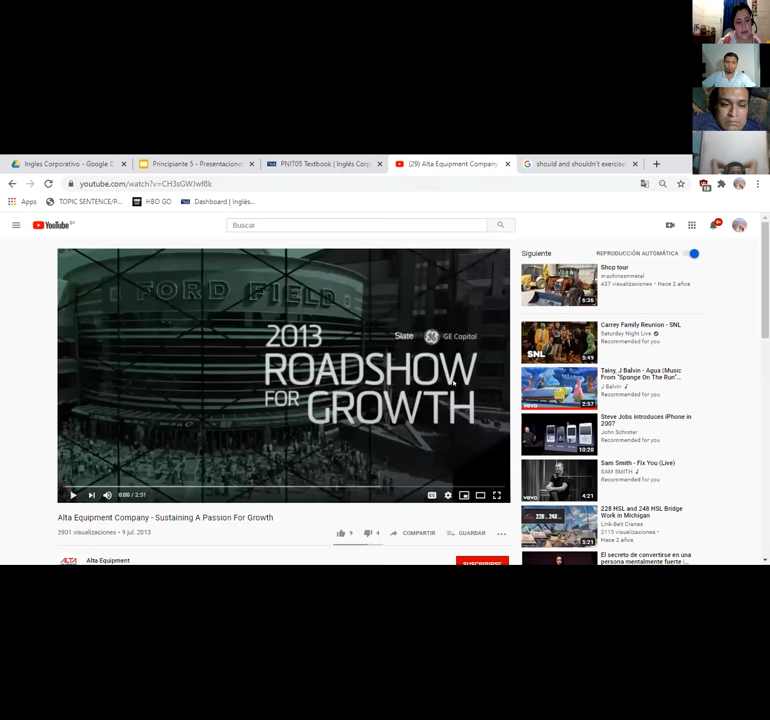 Ingles Corporativo - Google D
Principiante 5 - Presentacione
PNIT05 Textbook | Inglés Corp
(29) Alta Equipment Company
should and shouldn't exercise
youtube.com/watch?v=CH3sGWJwf8k
Apps
TOPIC SENTENCE/P...
HBO GO
Dashboard | Inglés...
YouTube SV
Buscar
9+
FORD FIELD
2013
Slate
GE Capitol
ROADSHOW
FOR GROWTH
0:00 / 2:51
Alta Equipment Company - Sustaining A Passion For Growth
3901 visualizaciones - 9 jul. 2013
9
4
COMPARTIR
GUARDAR
ALTA
Alta Equipment
SUSCRIBIRSE
Siguiente
REPRODUCCIÓN AUTOMÁTICA
Shop tour
machinesnmetal
437 visualizaciones • Hace 2 años
5:36
Carrey Family Reunion - SNL
Saturday Night Live
Recommended for you
SNL
5:49
Tainy, J Balvin - Agua (Music
From "Sponge On The Run"...
J Balvin
Recommended for you
vevo
2:57
Steve Jobs introduces iPhone in
2007
John Schroter
Recommended for you
10:20
Sam Smith - Fix You (Live)
SAM SMITH
Recommended for you
vevo
4:21
228 HSL and 248 HSL Bridge
Work in Michigan
Link-Belt Cranes
2115 visualizaciones •
Hace 2 años
5:21
El secreto de convertirse en una
persona mentalmente fuerte |...